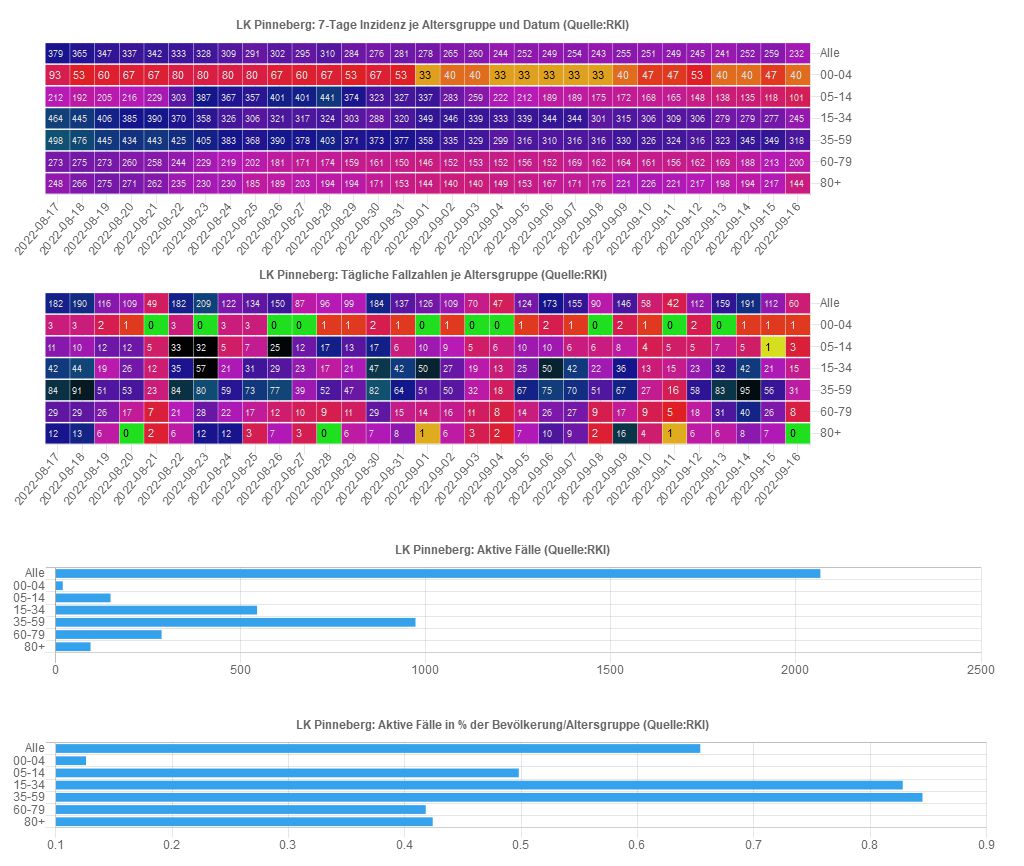 LK Pinneberg: 7-Tage Inzidenz je Altersgruppe und Datum (Quelle:RKI)
379 365 347 337 342 333 328 309 291 302 295 310 284 276 281 278 265 260 244 252 249 254 243 255 251 249 245 241 252 259 232 Alle
93 53 60 67 67 80 80 80 80 67 60 67 53 67 53 33 40 40 33 33 33 33 33 40 47 47 53 40 40 47 40 00-04
212 192 205 216 229 303 387 367 357 401 401 441 374 323 327 337 283 259 222 212 189 189 175 172 168 165 148 138 135 118 101 05-14
464 445 406 385 390 370 358 326 306 321 317 324 303 288 320 349 346 339 333 339 344 344 301 315 306 309 306 279 279 277 245 15-34
498 476 445 434 443 425 405 383 368 390 378 403 371 373 377 358 335 329 299 316 310 316 316 330 326 324 316 323 345 349 318 35-59
273 275 273 260 258 244 229 219 202 181 171 174 159 161 150 146 152 153 152 156 152 169 162 164 161 156 162 169 188 213 200 60-79
248 266 275 271 262 235 230 230 185 189 203 194 194 171 153 144 140 140 149 153 167 171 176 221 226 221 217 198 194 217 144 80+
2022-08-17 2022-08-18 2022-08-19 2022-08-20 2022-08-21 2022-08-22 2022-08-23 2022-08-24 2022-08-25 2022-08-26 2022-08-27 2022-08-28 2022-08-29 2022-08-30 2022-08-31 2022-09-01 2022-09-02 2022-09-03 2022-09-04 2022-09-05 2022-09-06 2022-09-07 2022-09-08 2022-09-09 2022-09-10 2022-09-11 2022-09-12 2022-09-13 2022-09-14 2022-09-15 2022-09-16
LK Pinneberg: Tägliche Fallzahlen je Altersgruppe (Quelle:RKI)
182 190 116 109 49 182 209 122 134 150 87 96 99 184 137 126 109 70 47 124 173 155 90 146 58 42 112 159 191 112 60 Alle
3 3 2 1 0 3 0 3 3 0 0 1 1 2 1 0 1 0 0 1 2 1 0 2 1 0 2 0 1 1 1 00-04
11 10 12 12 5 33 32 5 7 25 12 17 13 17 6 10 9 5 6 10 10 6 6 8 4 5 5 7 5 1 3 05-14
42 44 19 26 12 35 57 21 31 29 23 17 21 47 42 50 27 19 13 25 50 42 22 36 13 15 23 32 42 21 15 15-34
84 91 51 53 23 84 80 59 73 77 39 52 47 82 64 51 46 32 18 67 75 70 51 67 27 16 58 83 95 56 31 35-59
29 29 26 17 7 21 28 22 17 12 10 9 11 29 15 14 16 11 8 14 26 27 9 17 9 5 18 31 40 26 8 60-79
12 13 6 0 2 6 12 12 3 7 3 0 6 7 8 1 6 3 2 7 10 9 2 16 4 1 6 6 8 7 0 80+
2022-08-17 2022-08-18 2022-08-19 2022-08-20 2022-08-21 2022-08-22 2022-08-23 2022-08-24 2022-08-25 2022-08-26 2022-08-27 2022-08-28 2022-08-29 2022-08-30 2022-08-31 2022-09-01 2022-09-02 2022-09-03 2022-09-04 2022-09-05 2022-09-06 2022-09-07 2022-09-08 2022-09-09 2022-09-10 2022-09-11 2022-09-12 2022-09-13 2022-09-14 2022-09-15 2022-09-16
LK Pinneberg: Aktive Fälle (Quelle:RKI)
Alle
00-04
05-14
15-34
35-59
60-79
80+
0 500 1000 1500 2000 2500
LK Pinneberg: Aktive Fälle in % der Bevölkerung/Altersgruppe (Quelle:RKI)
Alle
00-04
05-14
15-34
35-59
60-79
80+
0.1 0.2 0.3 0.4 0.5 0.6 0.7 0.8 0.9